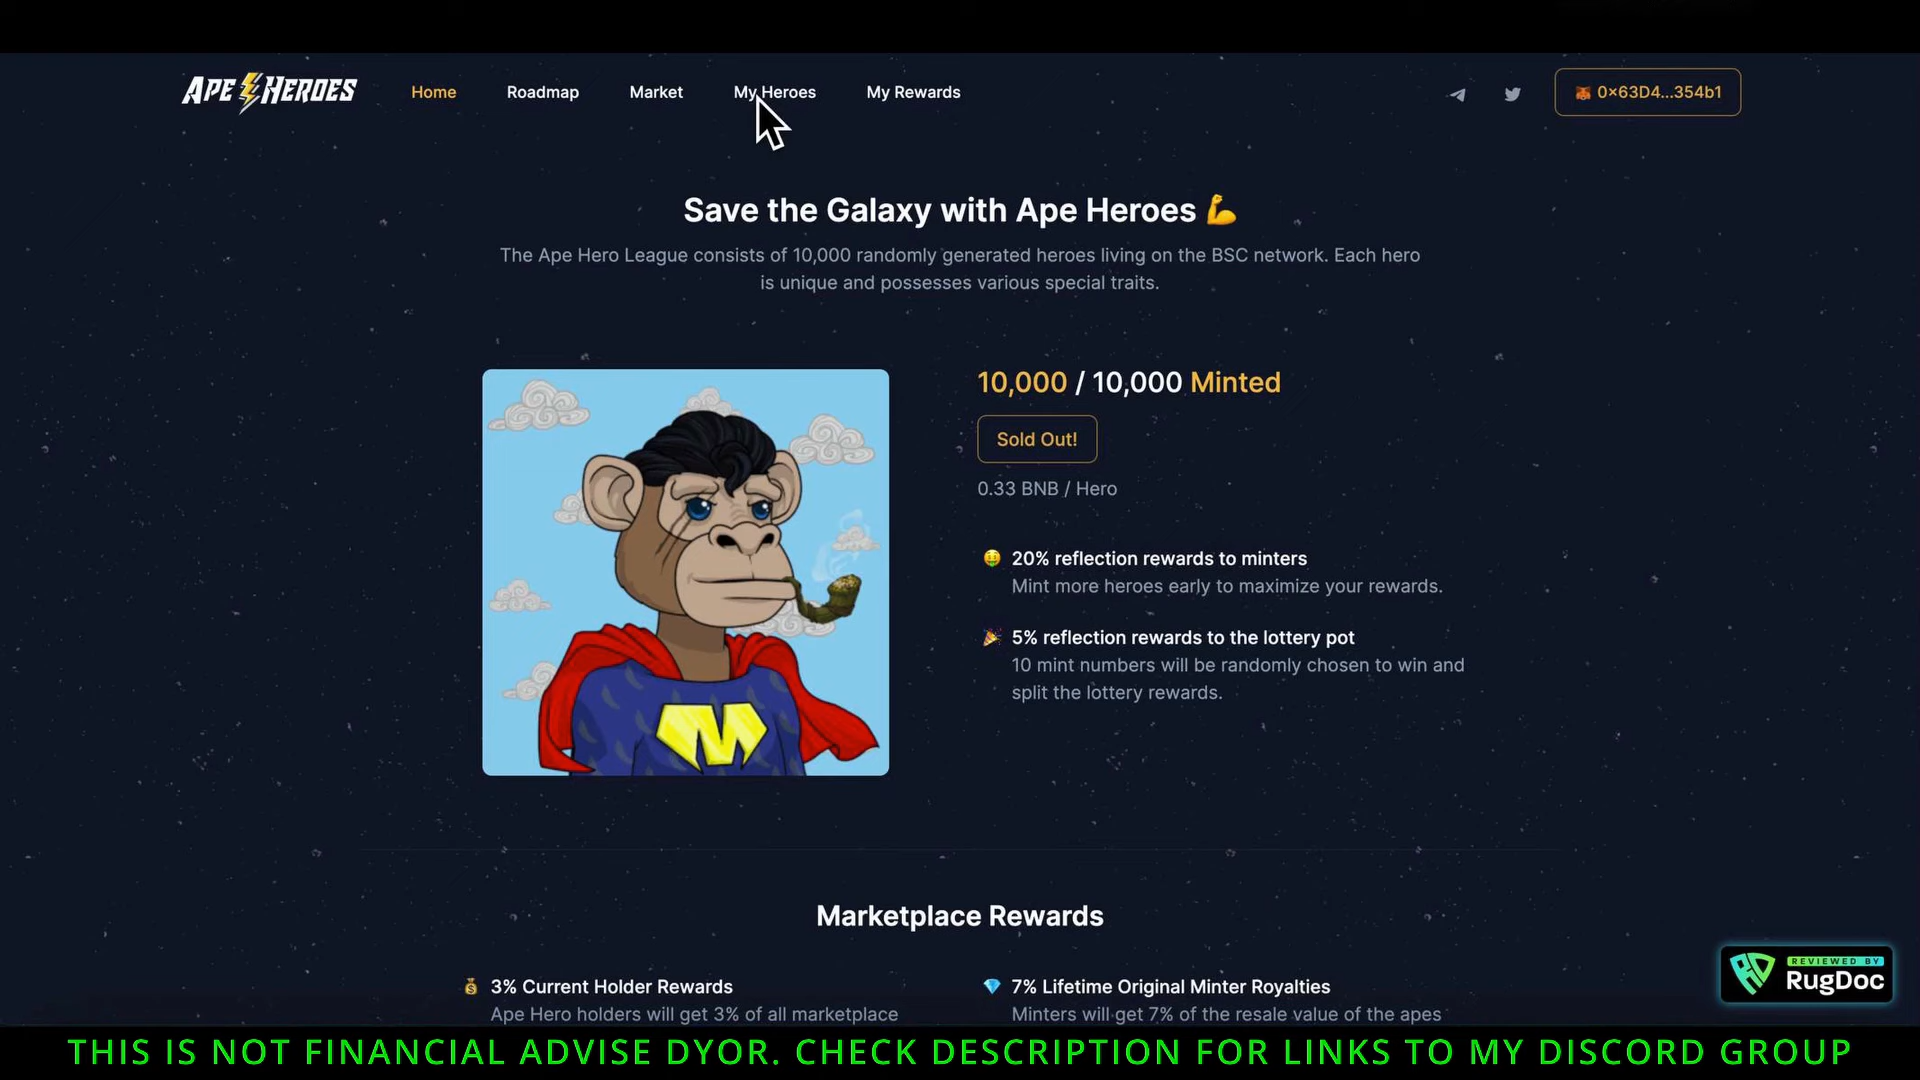 APE HEROES
Home
Roadmap
Market
My Heroes
My Rewards
0×63D4...354b1
Save the Galaxy with Ape Heroes 💪
The Ape Hero League consists of 10,000 randomly generated heroes living on the BSC network. Each hero
is unique and possesses various special traits.
10,000 / 10,000 Minted
Sold Out!
0.33 BNB / Hero
🤑 20% reflection rewards to minters
Mint more heroes early to maximize your rewards.
🎉 5% reflection rewards to the lottery pot
10 mint numbers will be randomly chosen to win and
split the lottery rewards.
M
Marketplace Rewards
💰 3% Current Holder Rewards
Ape Hero holders will get 3% of all marketplace
💎 7% Lifetime Original Minter Royalties
Minters will get 7% of the resale value of the apes
REVIEWED BY
RugDoc
THIS IS NOT FINANCIAL ADVISE DYOR. CHECK DESCRIPTION FOR LINKS TO MY DISCORD GROUP